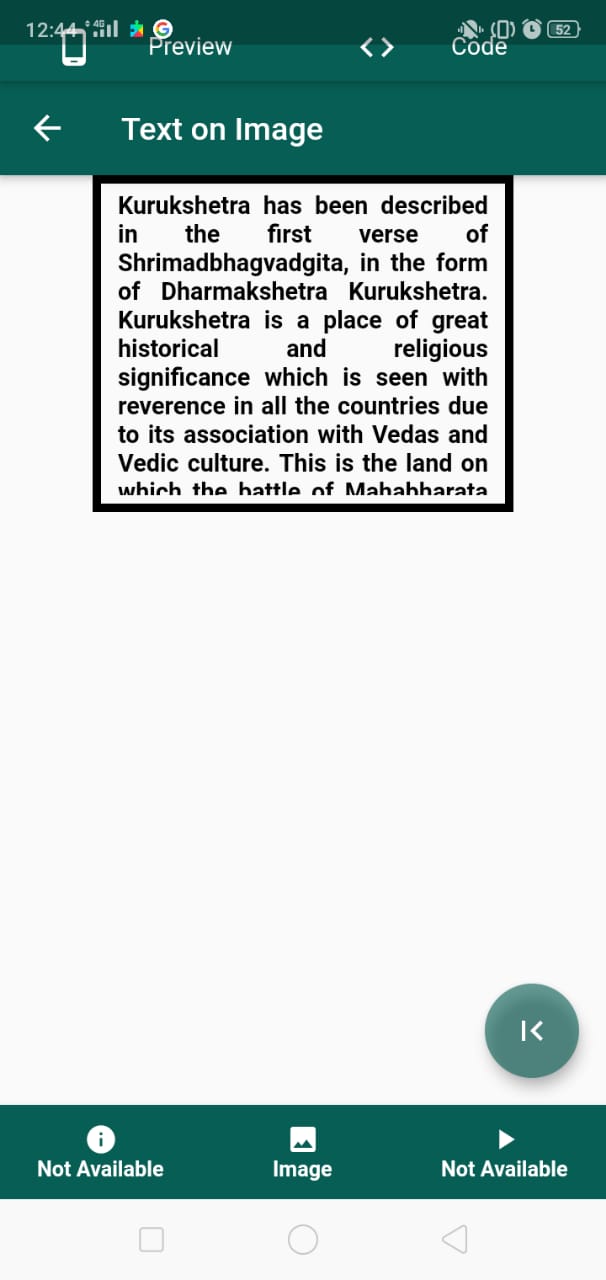 12:44 4G 52
Preview <> Code
Text on Image
Kurukshetra has been described
in the first verse of
Shrimadbhagvadgita, in the form
of Dharmakshetra Kurukshetra.
Kurukshetra is a place of great
historical and religious
significance which is seen with
reverence in all the countries due
to its association with Vedas and
Vedic culture. This is the land on
which the battle of Mahabharata
Not Available Image Not Available